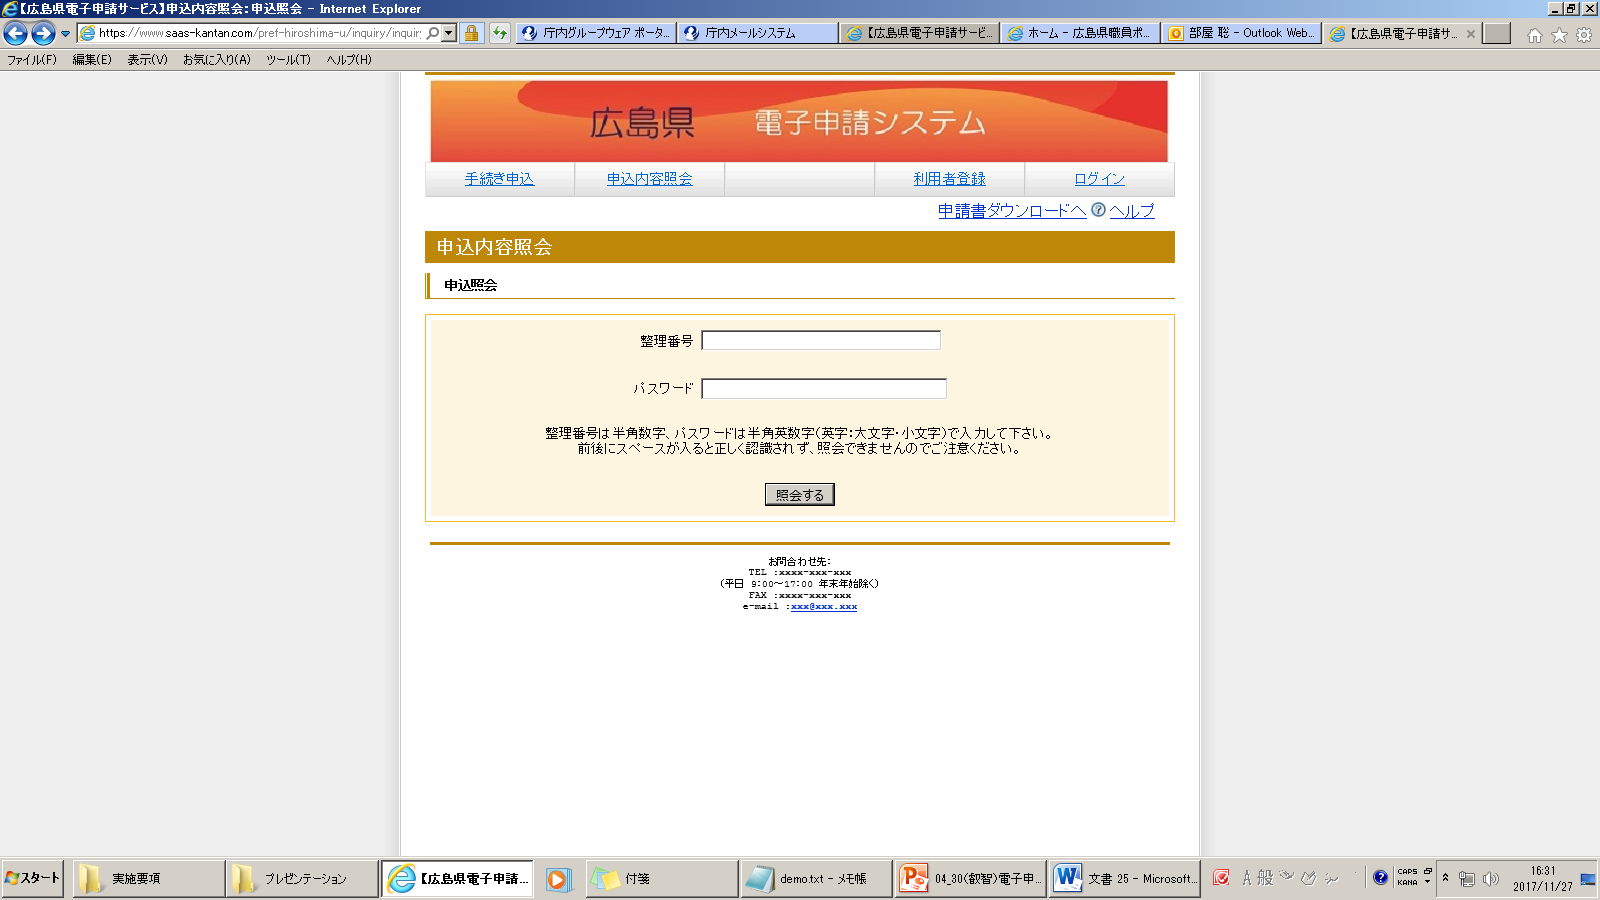 【広島県電子申請サービス】申込内容照会：申込照会 - Internet Explorer
https://www.saas-kantan.com/pref-hiroshima-u/inquiry/inquir
庁内グループウェア ポータ...
庁内メールシステム
【広島県電子申請サービ...
ホーム - 広島県職員ポ...
部屋 聡 - Outlook Web...
【広島県電子申請サ...
ファイル(F) 編集(E) 表示(V) お気に入り(A) ツール(T) ヘルプ(H)
広島県 電子申請システム
手続き申込 申込内容照会 利用者登録 ログイン
申請書ダウンロードへ ヘルプ
申込内容照会
申込照会
整理番号
パスワード
整理番号は半角数字、パスワードは半角英数字(英字：大文字・小文字)で入力して下さい。
前後にスペースが入ると正しく認識されず、照会できませんのでご注意ください。
照会する
お問合わせ先：
TEL :xxxx-xxx-xxx
(平日 9:00～17:00 年末年始除く)
FAX :xxxx-xxx-xxx
e-mail :xxx@xxx.xxx
スタート
実施要項
プレゼンテーション
【広島県電子申請...
付箋
demo.txt - メモ帳
04_30(叡智)電子申...
文書 25 - Microsoft...
A 般
CAPS
KANA
16:31
2017/11/27